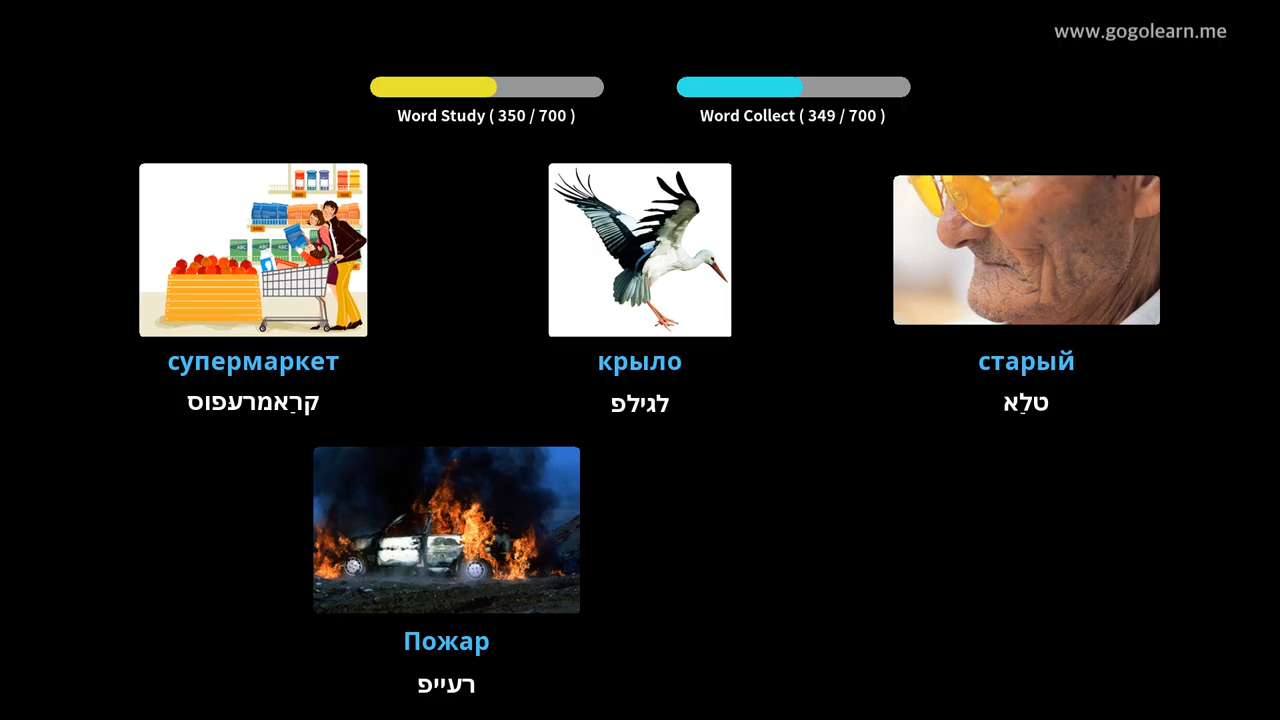 www.gogolearn.me
Word Study ( 350 / 700 )
Word Collect ( 349 / 700 )
супермаркет
крыло
старый
קרַאמרעפוס
לגילפ
טלַא
Пожар
רעייפ